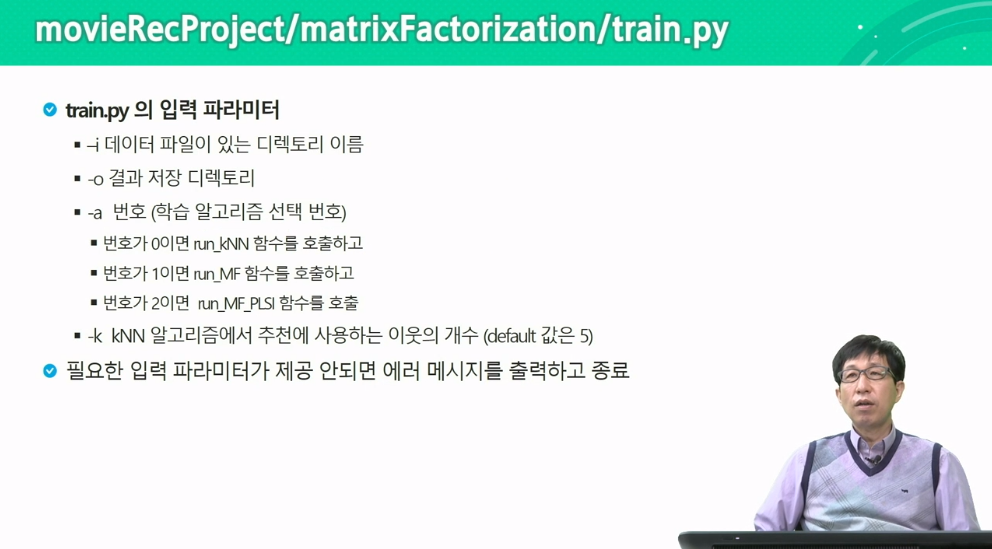 movieRecProject/matrixFactorization/train.py
train.py 의 입력 파라미터
–i 데이터 파일이 있는 디렉토리 이름
-o 결과 저장 디렉토리
-a 번호 (학습 알고리즘 선택 번호)
번호가 0이면 run_kNN 함수를 호출하고
번호가 1이면 run_MF 함수를 호출하고
번호가 2이면 run_MF_PLSI 함수를 호출
-k kNN 알고리즘에서 추천에 사용하는 이웃의 개수 (default 값은 5)
필요한 입력 파라미터가 제공 안되면 에러 메시지를 출력하고 종료